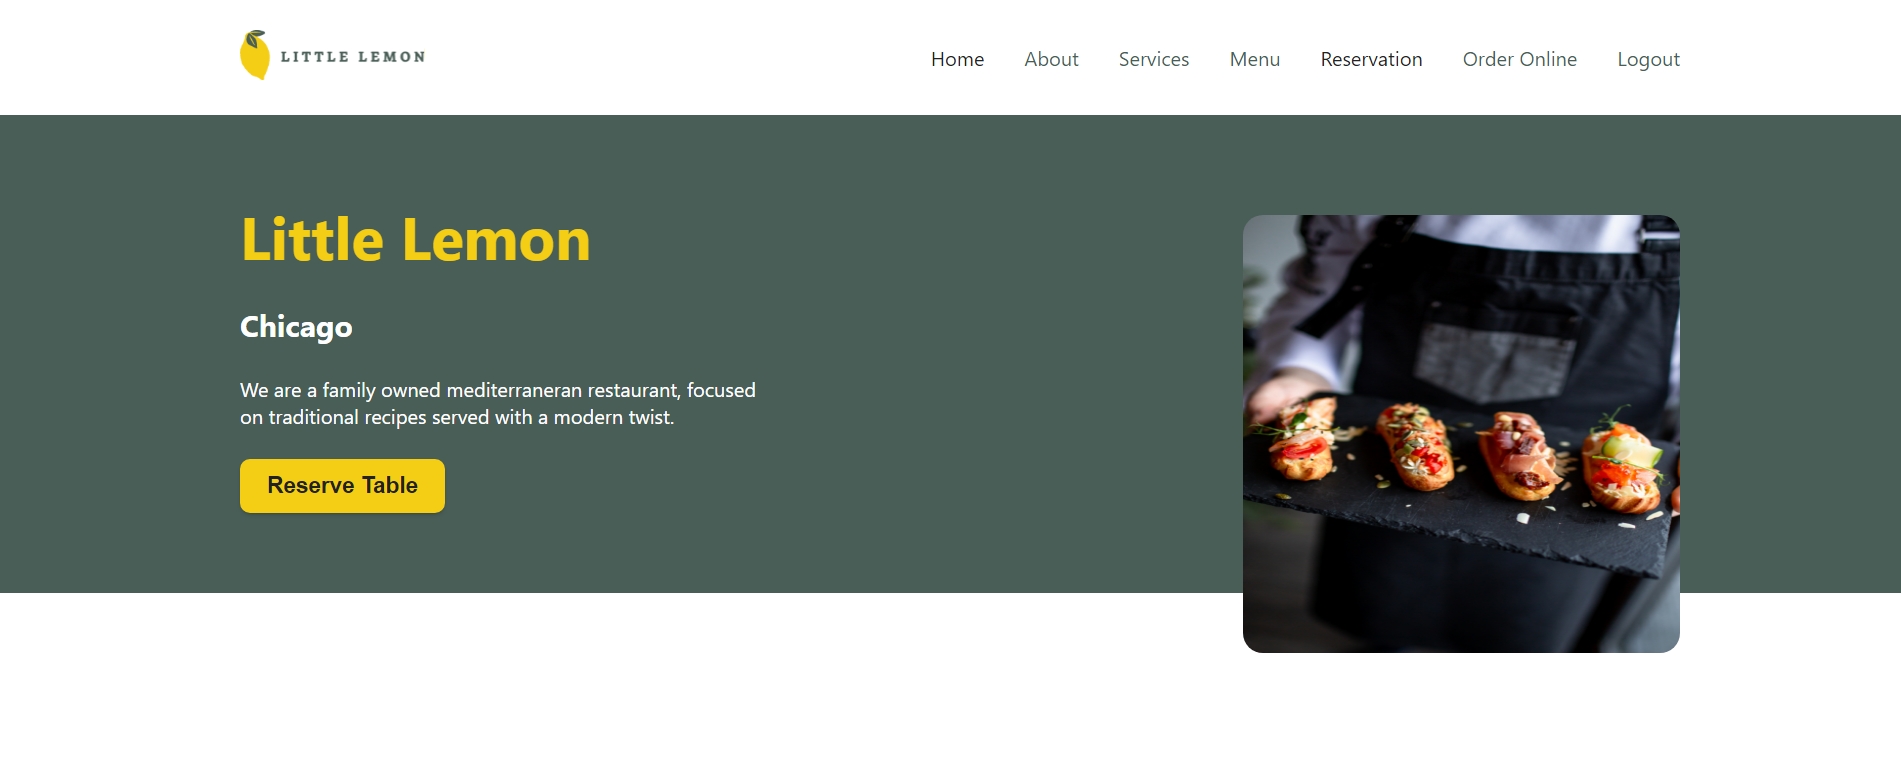 LITTLE LEMON
Home About Services Menu Reservation Order Online Logout
Little Lemon
Chicago
We are a family owned mediterraneran restaurant, focused
on traditional recipes served with a modern twist.
Reserve Table